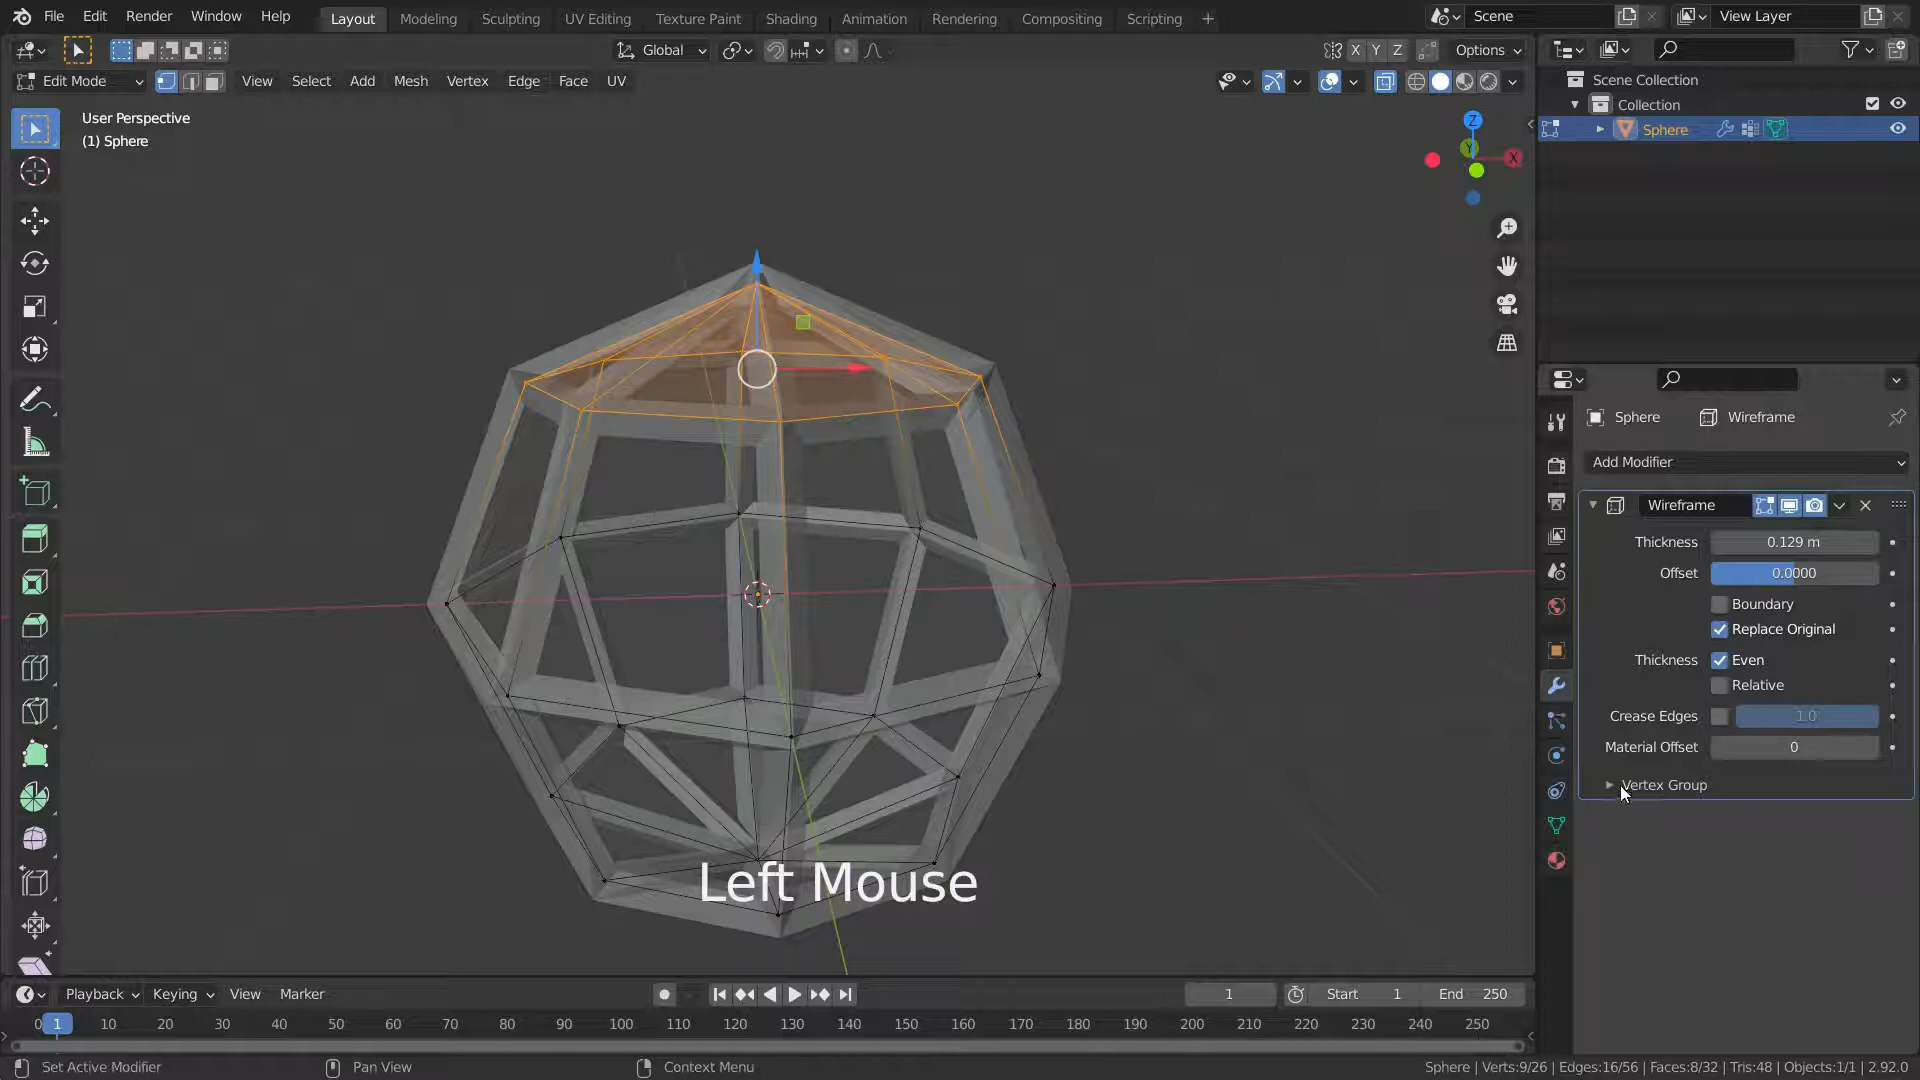 File Edit Render Window Help Layout Modeling Sculpting UV Editing Texture Paint Shading Animation Rendering Compositing Scripting + Scene View Layer
Global X Y Z Options
Edit Mode View Select Add Mesh Vertex Edge Face UV
Scene Collection
Collection
Sphere
User Perspective
(1) Sphere
Z
Y
X
Sphere Wireframe
Add Modifier
Wireframe
Thickness 0.129 m
Offset 0.0000
Boundary
Replace Original
Thickness Even
Relative
Crease Edges 1.0
Material Offset 0
Vertex Group
Left Mouse
Playback Keying View Marker 1 Start 1 End 250
0 1 10 20 30 40 50 60 70 80 90 100 110 120 130 140 150 160 170 180 190 200 210 220 230 240 250
Set Active Modifier Pan View Context Menu Sphere | Verts:9/26 | Edges:16/56 | Faces:8/32 | Tris:48 | Objects:1/1 | 2.92.0